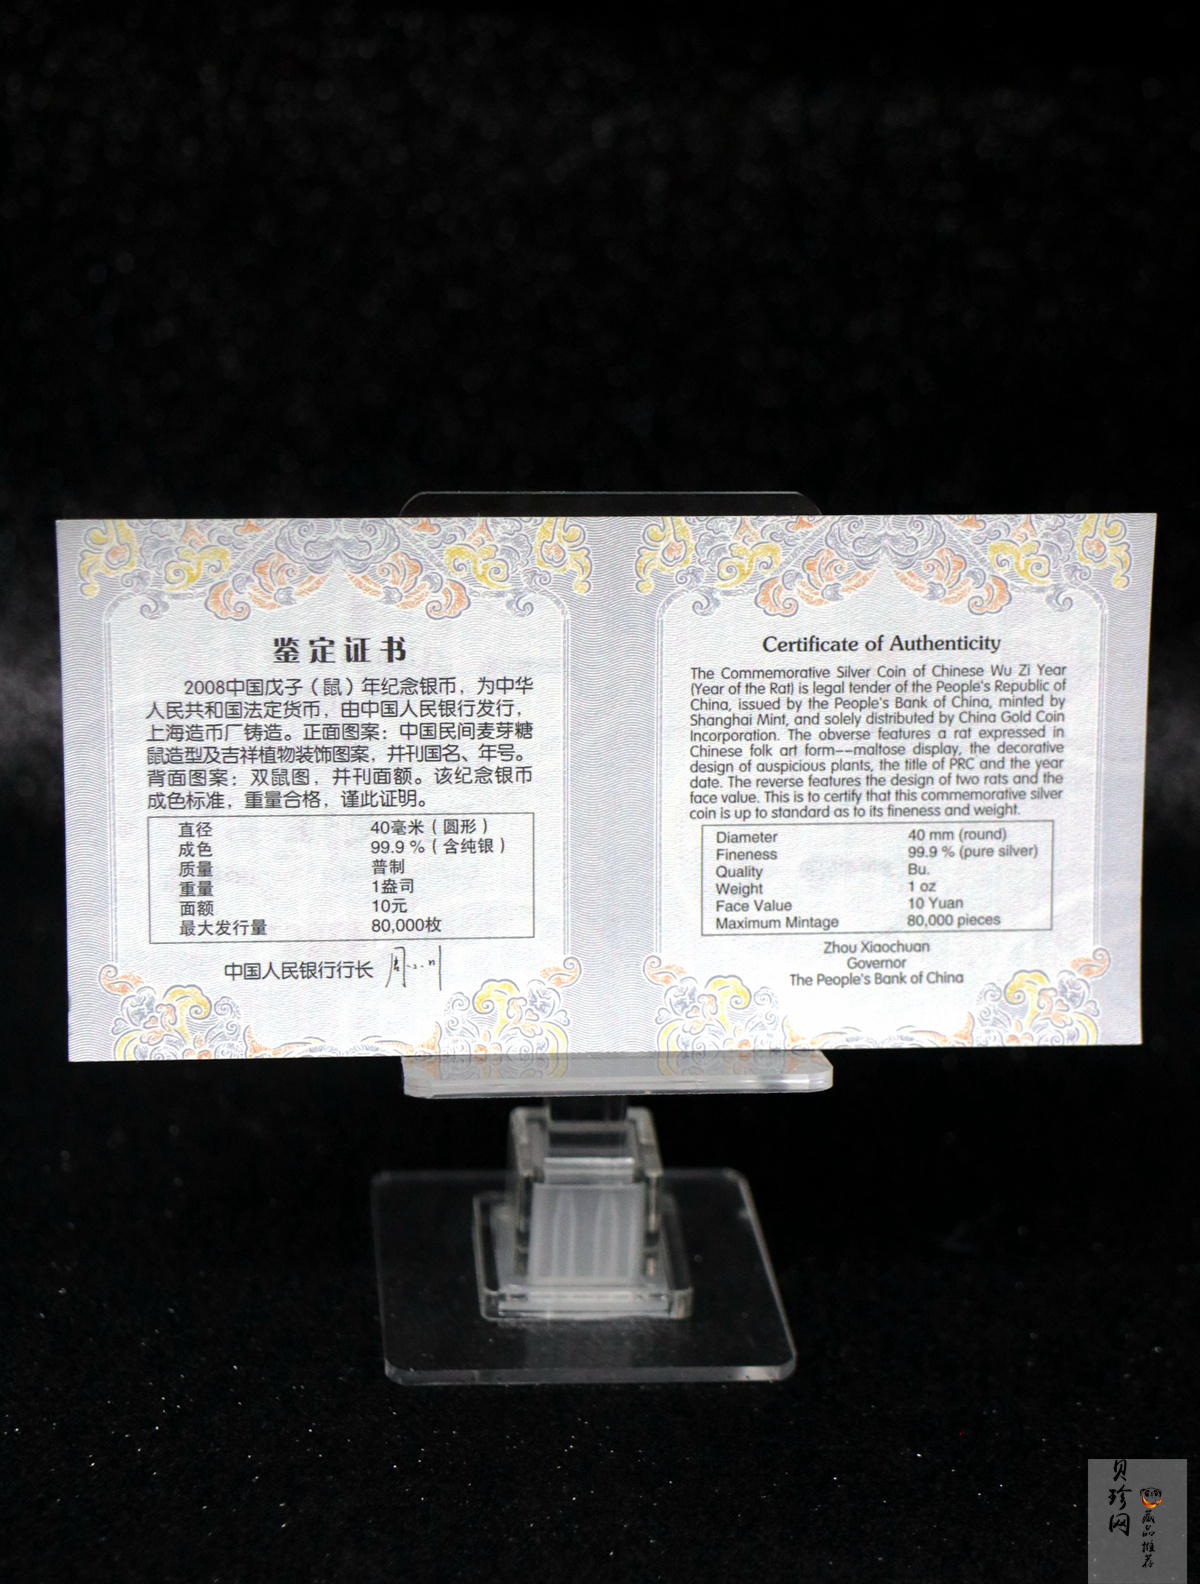 鉴定证书
2008中国戊子（鼠）年纪念银币，为中华
人民共和国法定货币，由中国人民银行发行，
上海造币厂铸造。正面图案：中国民间麦芽糖
鼠造型及吉祥植物装饰图案，并刊国名、年号。
背面图案：双鼠图，并刊面额。该纪念银币
成色标准，重量合格，谨此证明。
直径 40毫米（圆形）
成色 99.9％（含纯银）
质量 普制
重量 1盎司
面额 10元
最大发行量 80,000枚
中国人民银行行长
Certificate of Authenticity
The Commemorative Silver Coin of Chinese Wu Zi Year
(Year of the Rat) is legal tender of the People's Republic of
China, issued by the People's Bank of China, minted by
Shanghai Mint, and solely distributed by China Gold Coin
Incorporation. The obverse features a rat expressed in
Chinese folk art form––maltose display, the decorative
design of auspicious plants, the title of PRC and the year
date. The reverse features the design of two rats and the
face value. This is to certify that this commemorative silver
coin is up to standard as to its fineness and weight.
Diameter 40 mm (round)
Fineness 99.9 % (pure silver)
Quality Bu.
Weight 1 oz
Face Value 10 Yuan
Maximum Mintage 80,000 pieces
Zhou Xiaochuan
Governor
The People's Bank of China
贝珍网
藏品推荐